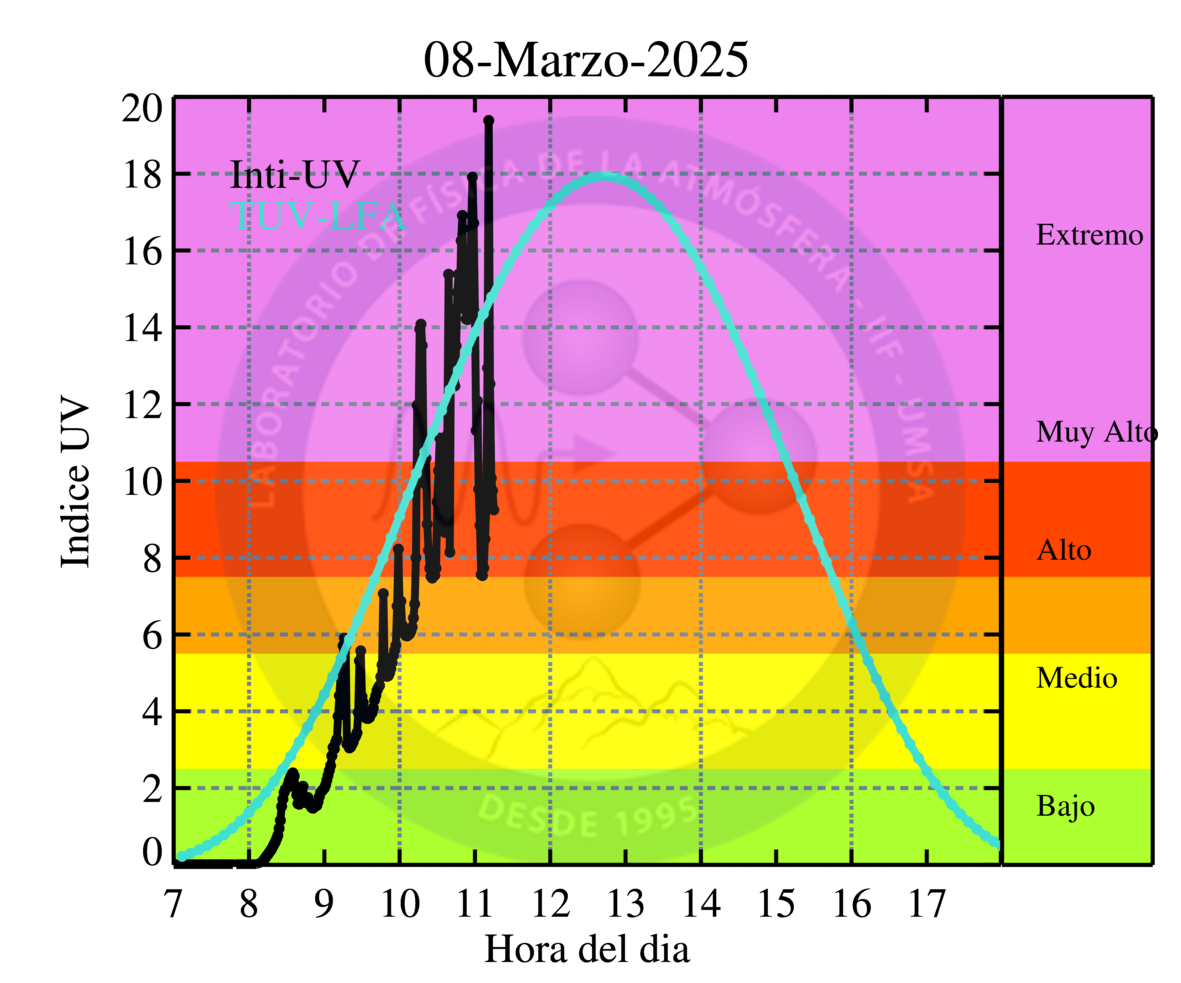 08-Marzo-2025
Inti-UV
TUV-LFA
LABORATORIO DE FÍSICA DE LA ATMÓSFERA - IIF - UMSA
DESDE 1995
Indice UV
20
18
16
14
12
10
8
6
4
2
0
Extremo
Muy Alto
Alto
Medio
Bajo
7 8 9 10 11 12 13 14 15 16 17
Hora del dia